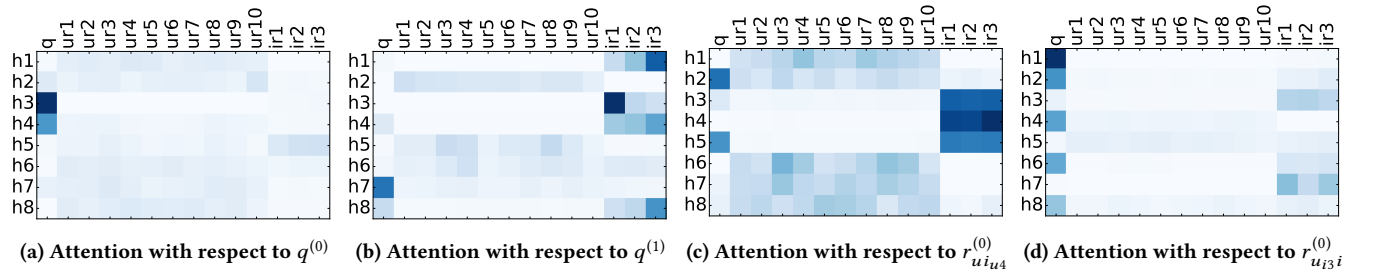 q ur1 ur2 ur3 ur4 ur5 ur6 ur7 ur8 ur9 ur10 ir1 ir2 ir3
h1
h2
h3
h4
h5
h6
h7
h8
(a) Attention with respect to q^{(0)}
q ur1 ur2 ur3 ur4 ur5 ur6 ur7 ur8 ur9 ur10 ir1 ir2 ir3
h1
h2
h3
h4
h5
h6
h7
h8
(b) Attention with respect to q^{(1)}
q ur1 ur2 ur3 ur4 ur5 ur6 ur7 ur8 ur9 ur10 ir1 ir2 ir3
h1
h2
h3
h4
h5
h6
h7
h8
(c) Attention with respect to r_{ui_{u4}}^{(0)}
q ur1 ur2 ur3 ur4 ur5 ur6 ur7 ur8 ur9 ur10 ir1 ir2 ir3
h1
h2
h3
h4
h5
h6
h7
h8
(d) Attention with respect to r_{u_{i3}i}^{(0)}